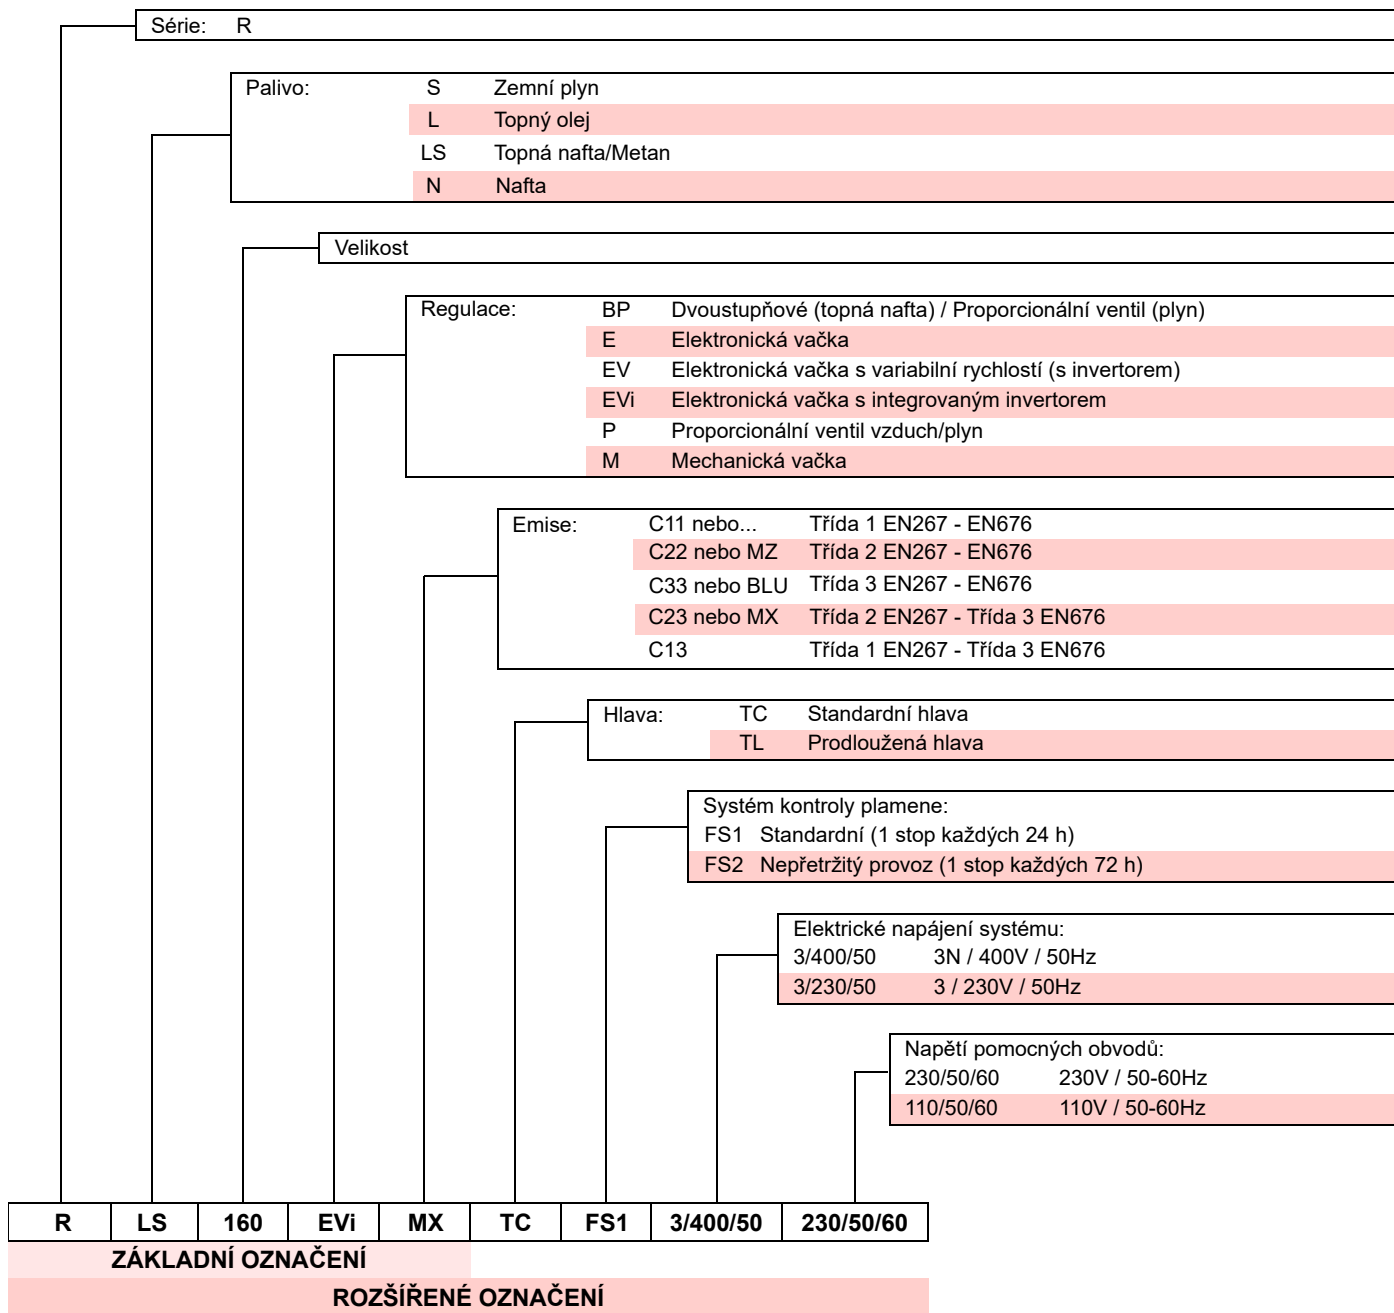 Série: R
Palivo: S Zemní plyn
L Topný olej
LS Topná nafta/Metan
N Nafta
Velikost
Regulace: BP Dvoustupňové (topná nafta) / Proporcionální ventil (plyn)
E Elektronická vačka
EV Elektronická vačka s variabilní rychlostí (s invertorem)
EVi Elektronická vačka s integrovaným invertorem
P Proporcionální ventil vzduch/plyn
M Mechanická vačka
Emise: C11 nebo... Třída 1 EN267 - EN676
C22 nebo MZ Třída 2 EN267 - EN676
C33 nebo BLU Třída 3 EN267 - EN676
C23 nebo MX Třída 2 EN267 - Třída 3 EN676
C13 Třída 1 EN267 - Třída 3 EN676
Hlava: TC Standardní hlava
TL Prodloužená hlava
Systém kontroly plamene:
FS1 Standardní (1 stop každých 24 h)
FS2 Nepřetržitý provoz (1 stop každých 72 h)
Elektrické napájení systému:
3/400/50 3N / 400V / 50Hz
3/230/50 3 / 230V / 50Hz
Napětí pomocných obvodů:
230/50/60 230V / 50-60Hz
110/50/60 110V / 50-60Hz
R LS 160 EVi MX TC FS1 3/400/50 230/50/60
ZÁKLADNÍ OZNAČENÍ
ROZŠÍŘENÉ OZNAČENÍ